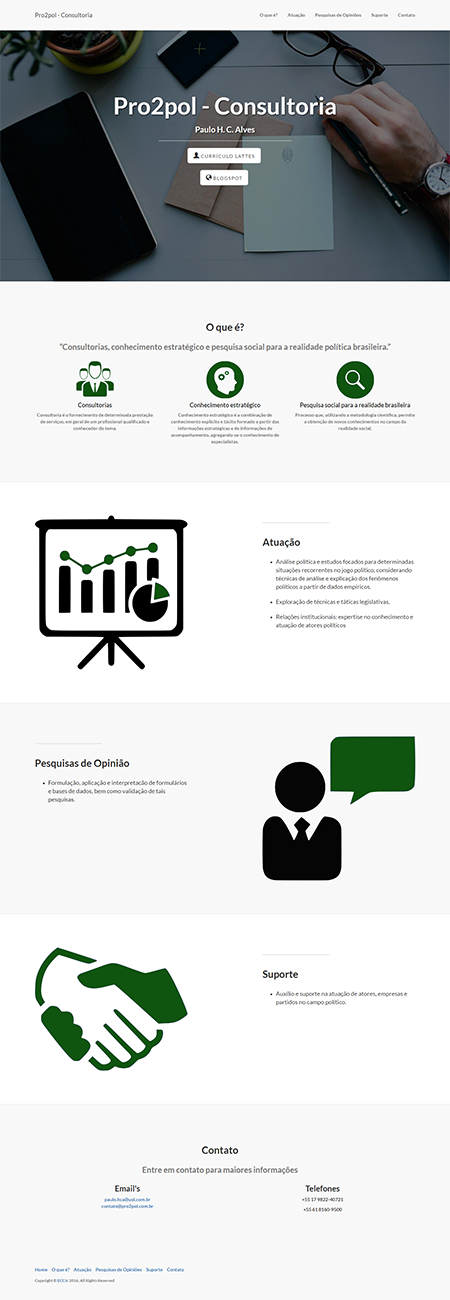 Pro2pol - Consultoria
O que é? Atuação Pesquisas de Opiniões Suporte Contato
Pro2pol - Consultoria
Paulo H. C. Alves
CURRÍCULO LATTES
BLOGSPOT
O que é?
“Consultorias, conhecimento estratégico e pesquisa social para a realidade política brasileira.”
Consultorias
Consultoria é o fornecimento de determinada prestação
de serviços, em geral de um profissional qualificado e
conhecedor do tema.
Conhecimento estratégico
Conhecimento estratégico é a combinação de
conhecimento explícito e tácito formado a partir das
informações estratégicas e de informações de
acompanhamento, agregando-se o conhecimento de
especialistas.
Pesquisa social para a realidade brasileira
Processo que, utilizando a metodologia científica, permite
a obtenção de novos conhecimentos no campo da
realidade social.
Atuação
• Análise política e estudos focados para determinadas
situações recorrentes no jogo político, considerando
técnicas de análise e explicação dos fenômenos
políticos a partir de dados empíricos.
• Exploração de técnicas e táticas legislativas.
• Relações institucionais: expertise no conhecimento e
atuação de atores políticos
Pesquisas de Opinião
• Formulação, aplicação e interpretação de formulários
e bases de dados, bem como validação de tais
pesquisas.
Suporte
• Auxílio e suporte na atuação de atores, empresas e
partidos no campo político.
Contato
Entre em contato para maiores informações
Email's
paulo.hca@uol.com.br
contato@pro2pol.com.br
Telefones
+55 17 9822-40721
+55 61 8160-9500
Home O que é? Atuação Pesquisas de Opiniões Suporte Contato
Copyright © ECCJr 2016. All Rights Reserved